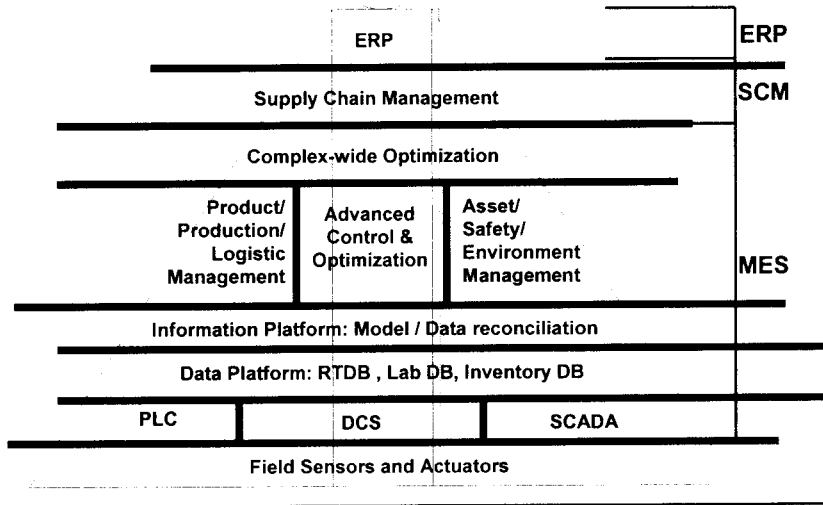 ERP
ERP
Supply Chain Management
SCM
Complex-wide Optimization
Product/
Production/
Logistic
Management
Advanced
Control &
Optimization
Asset/
Safety/
Environment
Management
MES
Information Platform: Model / Data reconciliation
Data Platform: RTDB , Lab DB, Inventory DB
PLC
DCS
SCADA
Field Sensors and Actuators